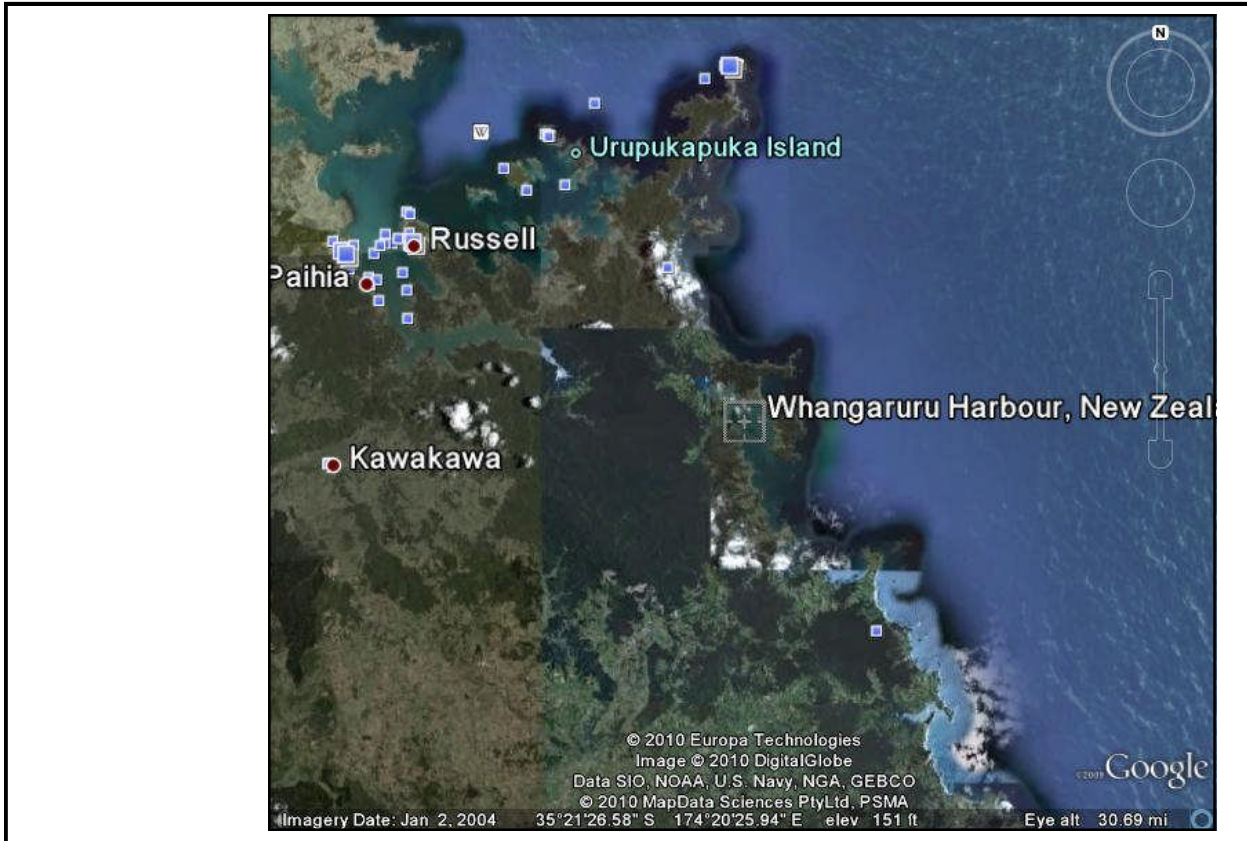 N
W
Urupukapuka Island
Russell
Paihia
Whangaruru Harbour, New Zeal
Kawakawa
© 2010 Europa Technologies
Image © 2010 DigitalGlobe
Data SIO, NOAA, U.S. Navy, NGA, GEBCO
© 2010 MapData Sciences PtyLtd, PSMA
©2009 Google
Imagery Date: Jan 2, 2004 35°21'26.58" S 174°20'25.94" E elev 151 ft Eye alt 30.69 mi